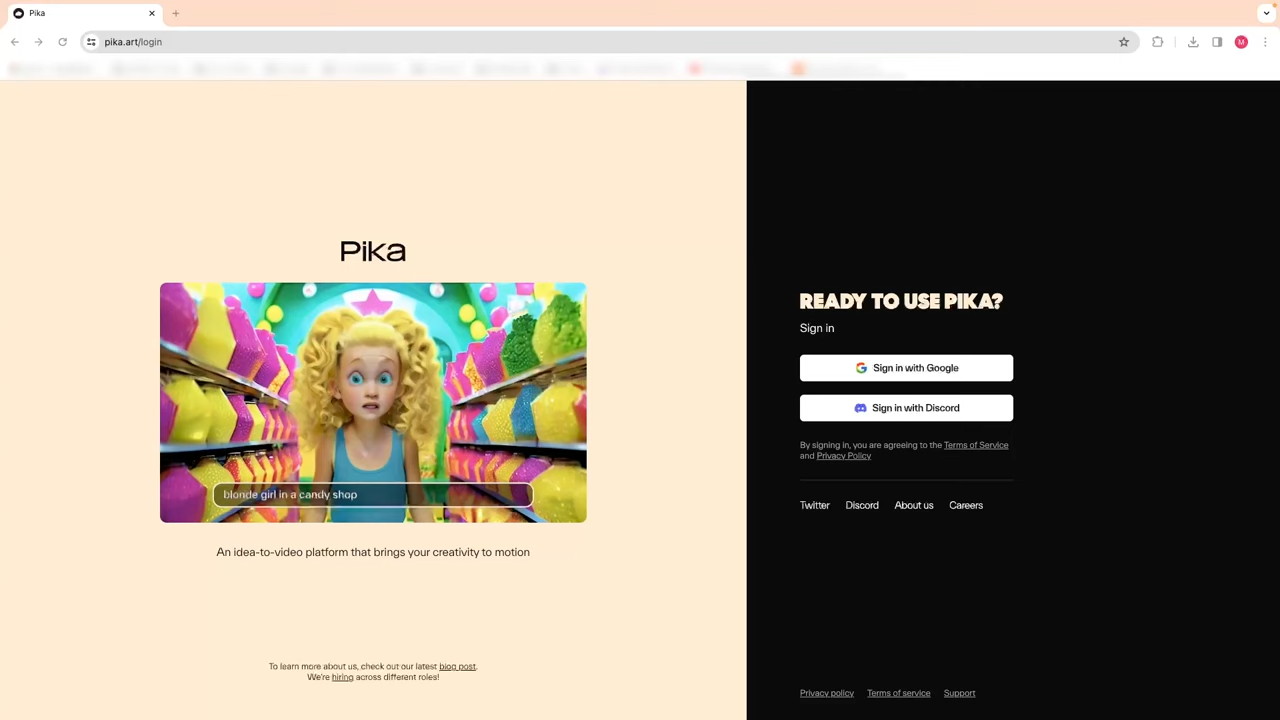 Pika
pika.art/login
M
Pika
blonde girl in a candy shop
An idea-to-video platform that brings your creativity to motion
To learn more about us, check out our latest blog post.
We're hiring across different roles!
READY TO USE PIKA?
Sign in
Sign in with Google
Sign in with Discord
By signing in, you are agreeing to the Terms of Service
and Privacy Policy
Twitter Discord About us Careers
Privacy policy Terms of service Support